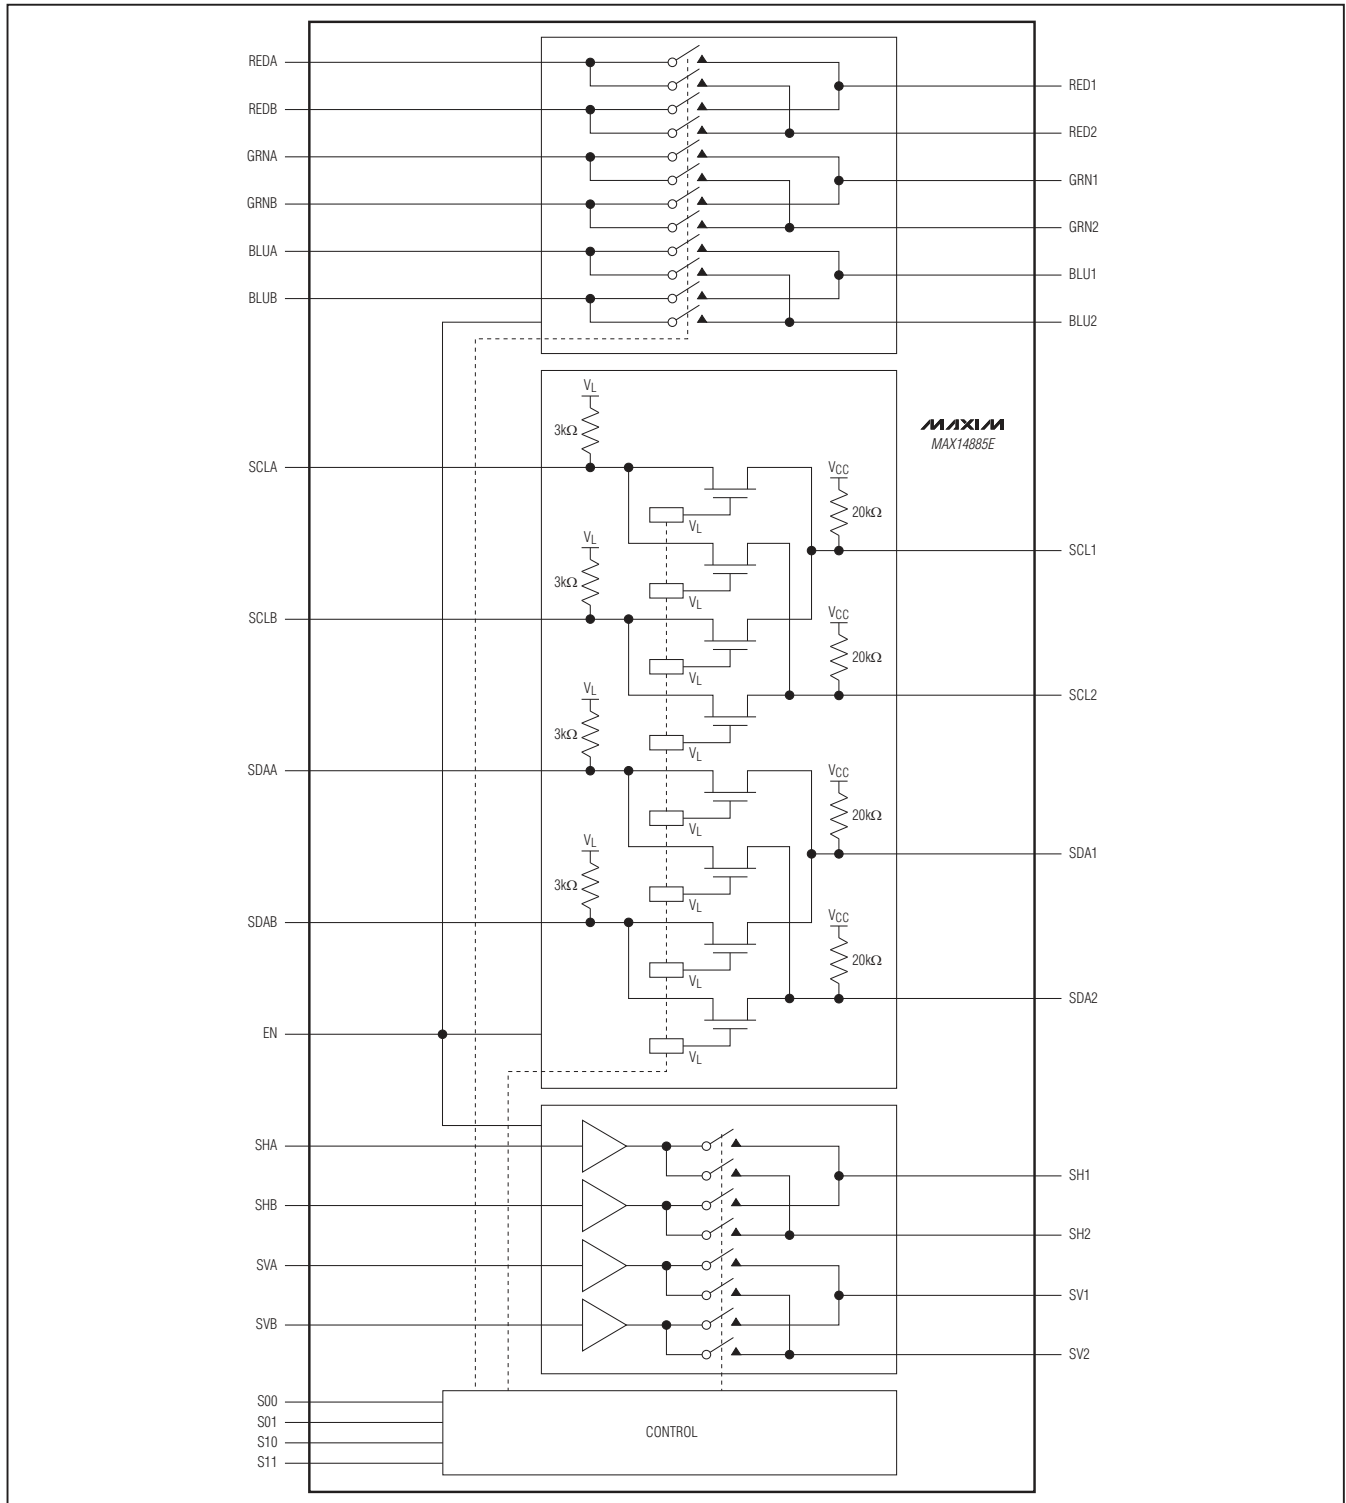 REDA
RED1
REDB
RED2
GRNA
GRN1
GRNB
GRN2
BLUA
BLU1
BLUB
BLU2
VL
3kΩ
MAXIM
MAX14885E
SCLA
VCC
20kΩ
VL
SCL1
VL
3kΩ
VL
SCLB
VCC
20kΩ
VL
SCL2
VL
3kΩ
VL
SDAA
VCC
20kΩ
VL
SDA1
VL
3kΩ
VL
SDAB
VCC
20kΩ
VL
SDA2
EN
VL
SHA
SH1
SHB
SH2
SVA
SV1
SVB
SV2
S00
S01
S10
S11
CONTROL